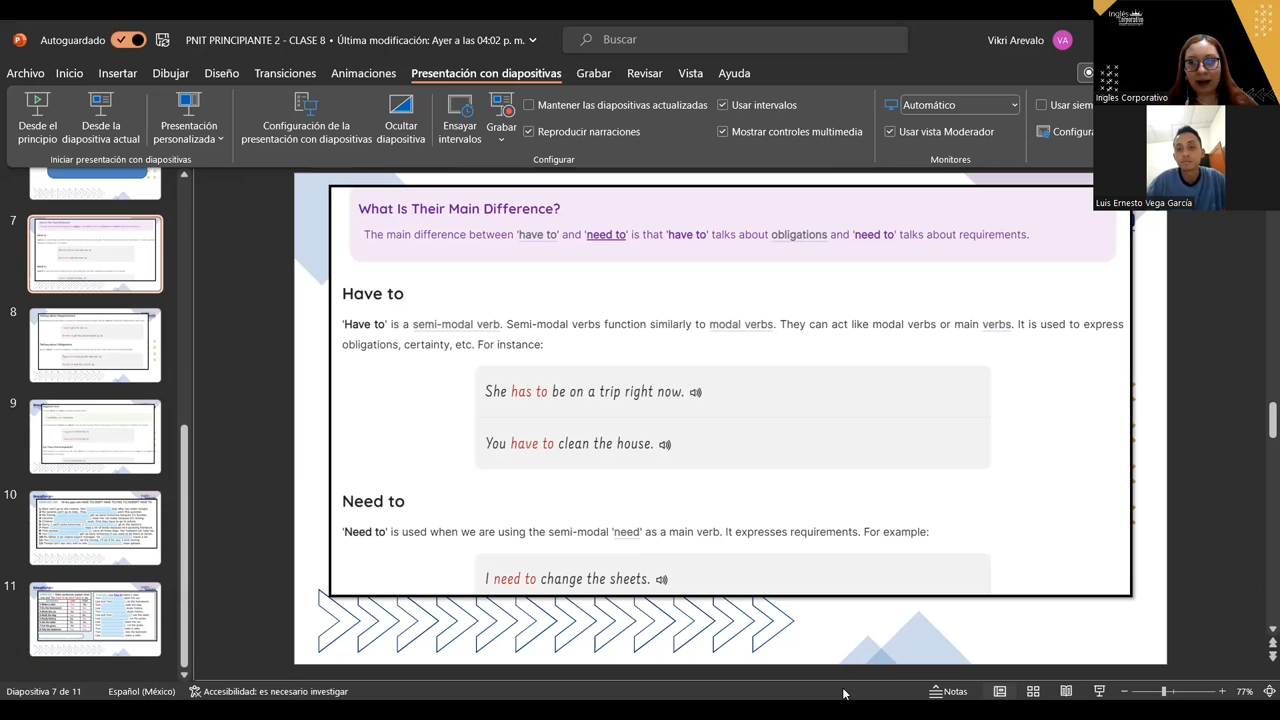 Autoguardado
PNIT PRINCIPIANTE 2 - CLASE 8 • Última modificación: Ayer a las 04:02 p. m.
Buscar
Vikri Arevalo
VA
Archivo Inicio Insertar Dibujar Diseño Transiciones Animaciones Presentación con diapositivas Grabar Revisar Vista Ayuda
Desde el principio
Desde la diapositiva actual
Presentación personalizada
Iniciar presentación con diapositivas
Configuración de la presentación con diapositivas
Ocultar diapositiva
Ensayar intervalos
Grabar
Mantener las diapositivas actualizadas
Reproducir narraciones
Usar intervalos
Mostrar controles multimedia
Configurar
Automático
Usar vista Moderador
Monitores
Usar siem
Configura
Inglés Corporativo
Ingles Corporativo
Luis Ernesto Vega García
7
8
9
10
11
What Is Their Main Difference?
The main difference between 'have to' and 'need to' is that 'have to' talks about obligations and 'need to' talks about requirements.
Have to
'Have to' is a semi-modal verb. Semi-modal verbs function similarly to modal verbs. They can act like modal verbs or main verbs. It is used to express
obligations, certainty, etc. For instance:
She has to be on a trip right now.
You have to clean the house.
Need to
'Need to' is used when we are using the semi-modal need as a main verb. It expresses requirements. For example:
I need to change the sheets.
Diapositiva 7 de 11
Español (México)
Accesibilidad: es necesario investigar
Notas
77%